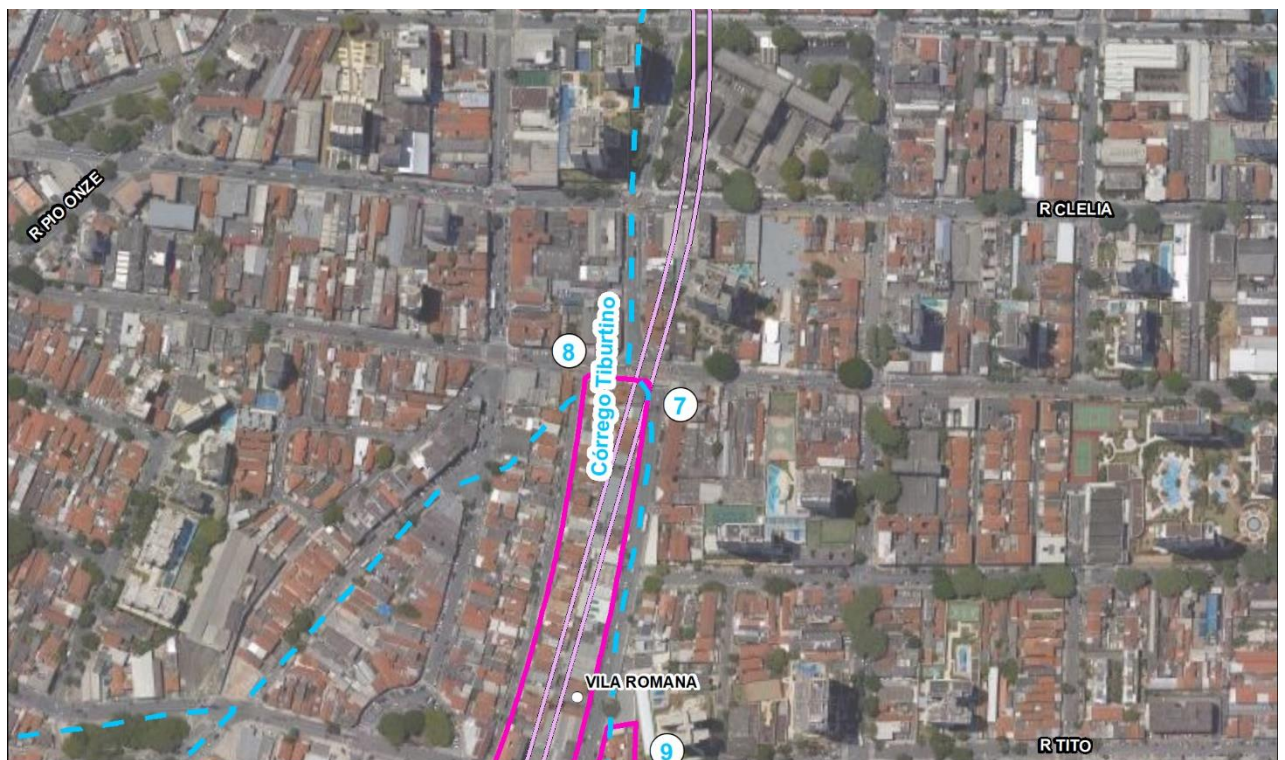 R PIO ONZE
R CLELIA
8
Córrego Tiburtino
7
VILA ROMANA
9
R TITO